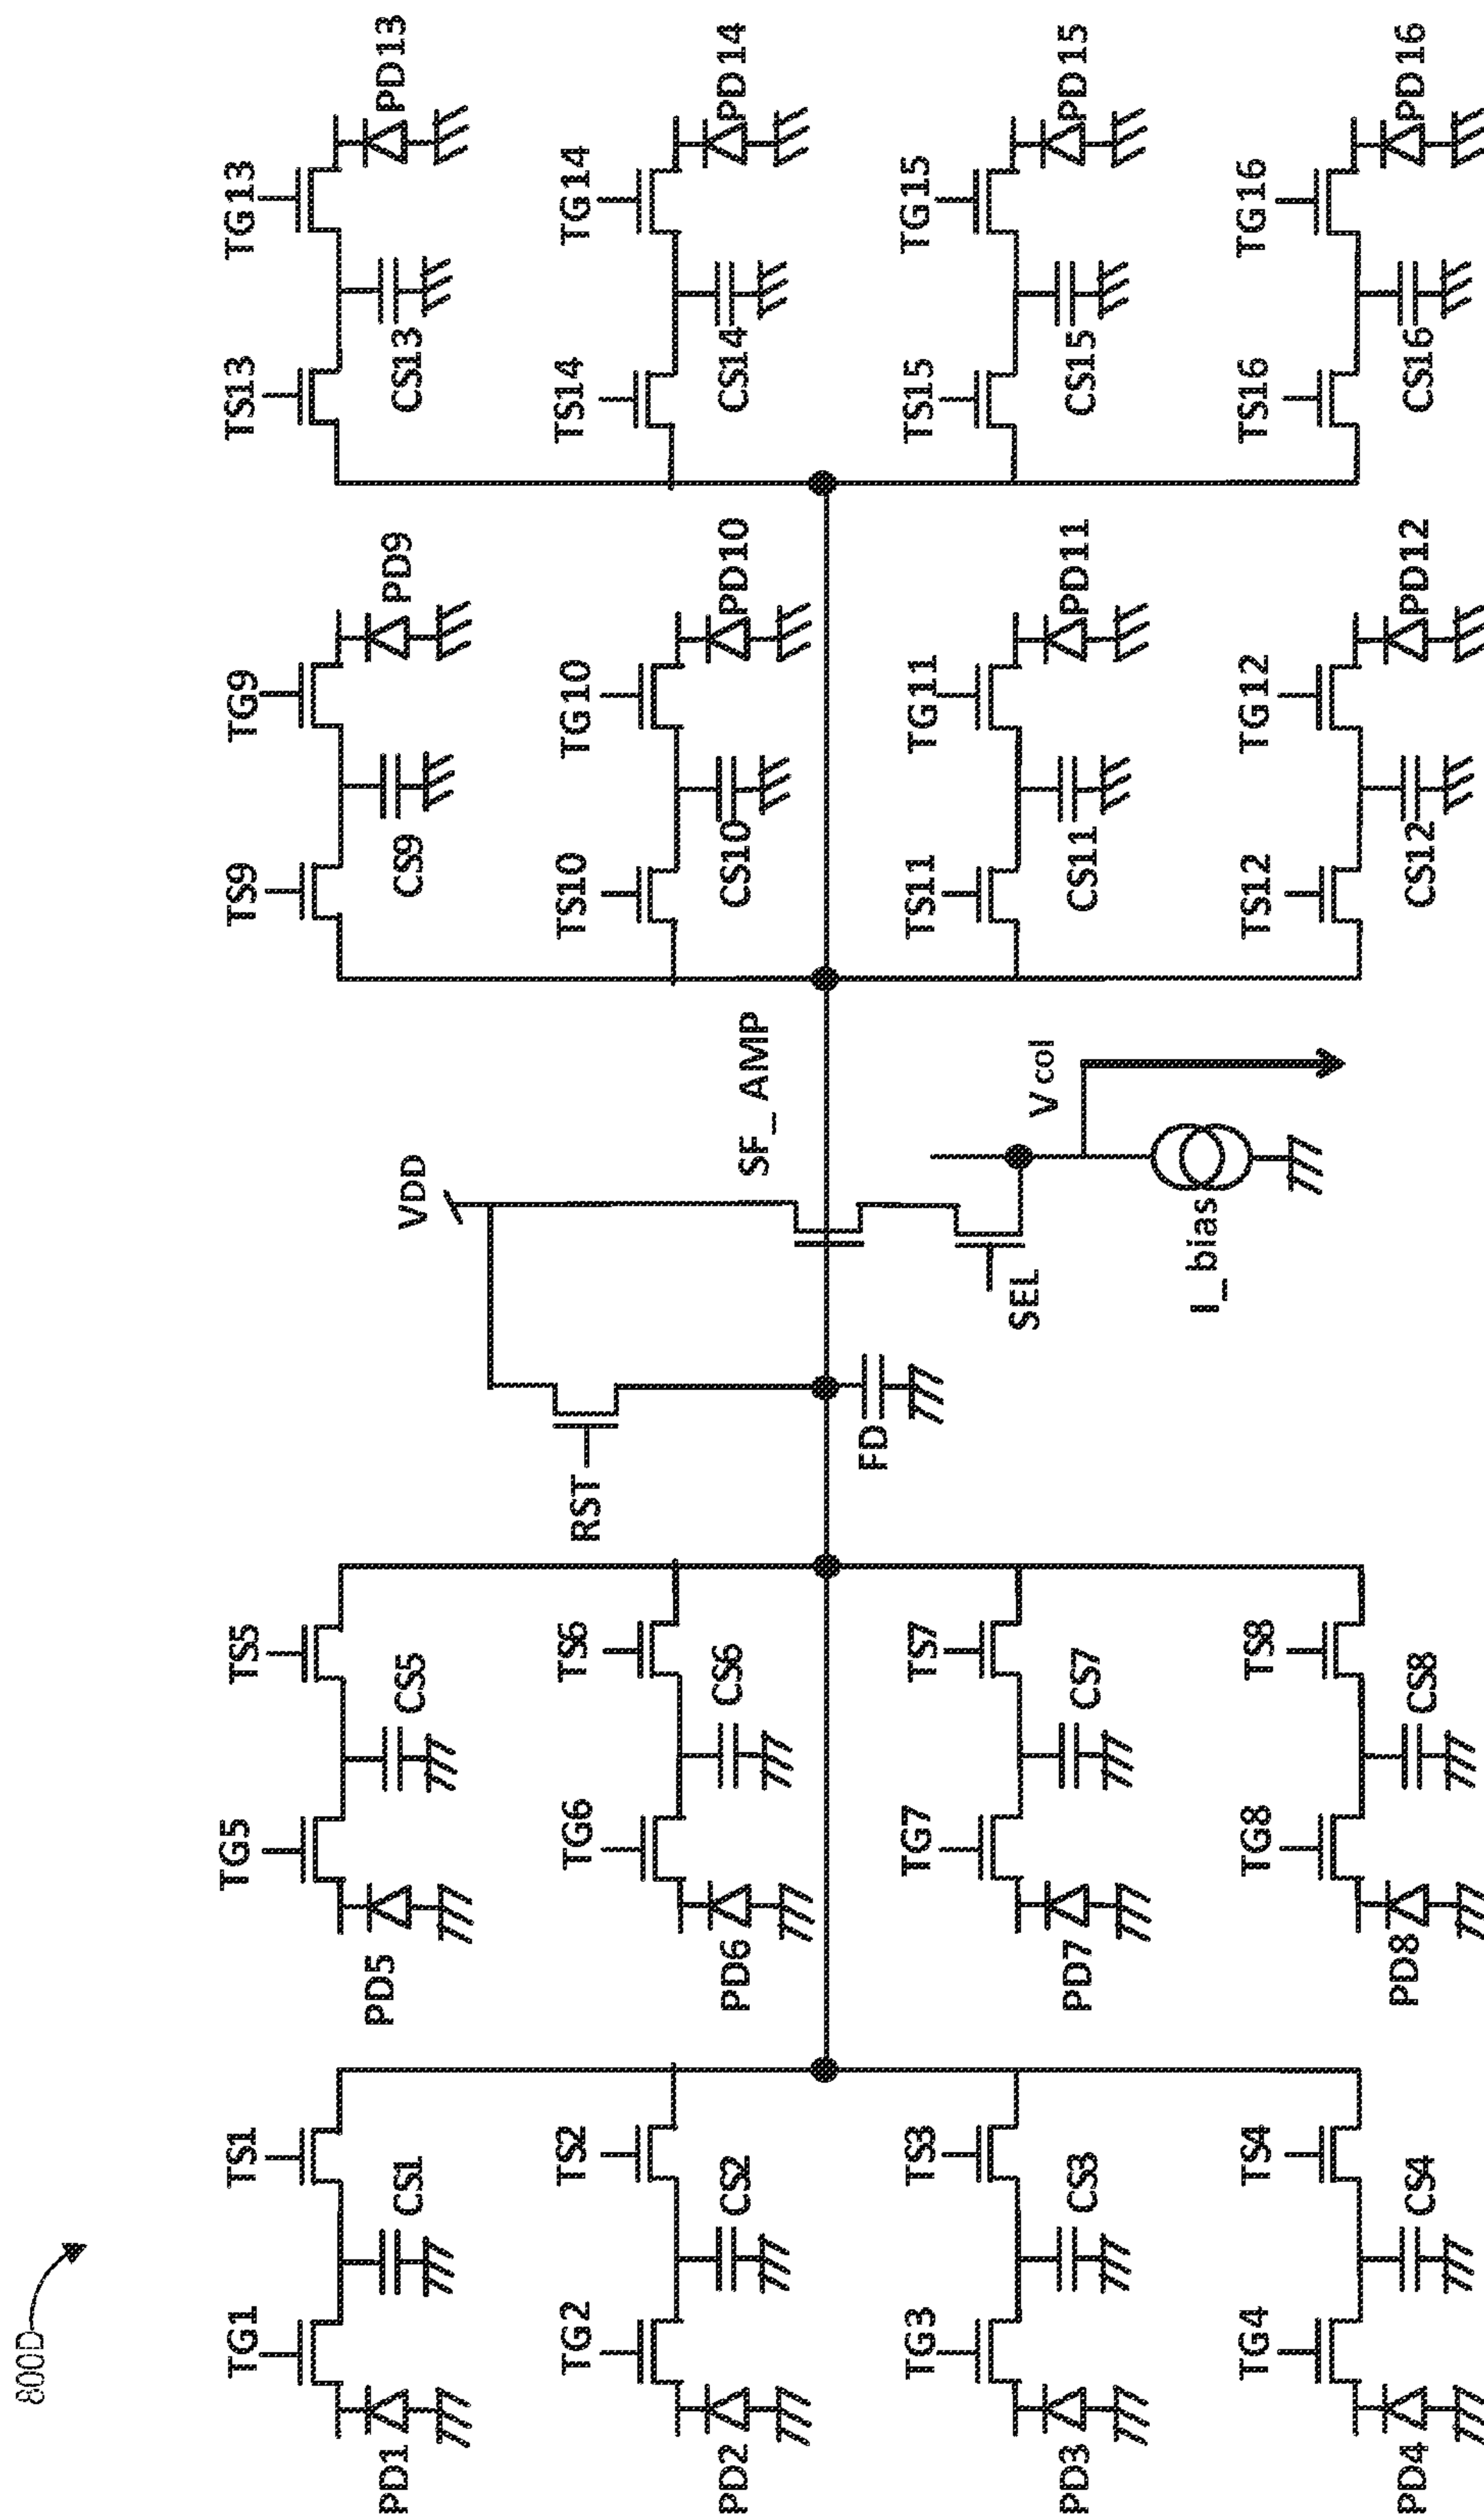 800D
TG1
TS1
CS1
PD1
TG2
TS2
CS2
PD2
TG3
TS3
CS3
PD3
TG4
TS4
CS4
PD4
TG5
TS5
CS5
PD5
TG6
TS6
CS6
PD6
TG7
TS7
CS7
PD7
TG8
TS8
CS8
PD8
VDD
RST
FD
SF_AMP
SEL
Vcol
I_bias
TS9
TG9
CS9
PD9
TS10
TG10
CS10
PD10
TS11
TG11
CS11
PD11
TS12
TG12
CS12
PD12
TS13
TG13
CS13
PD13
TS14
TG14
CS14
PD14
TS15
TG15
CS15
PD15
TS16
TG16
CS16
PD16